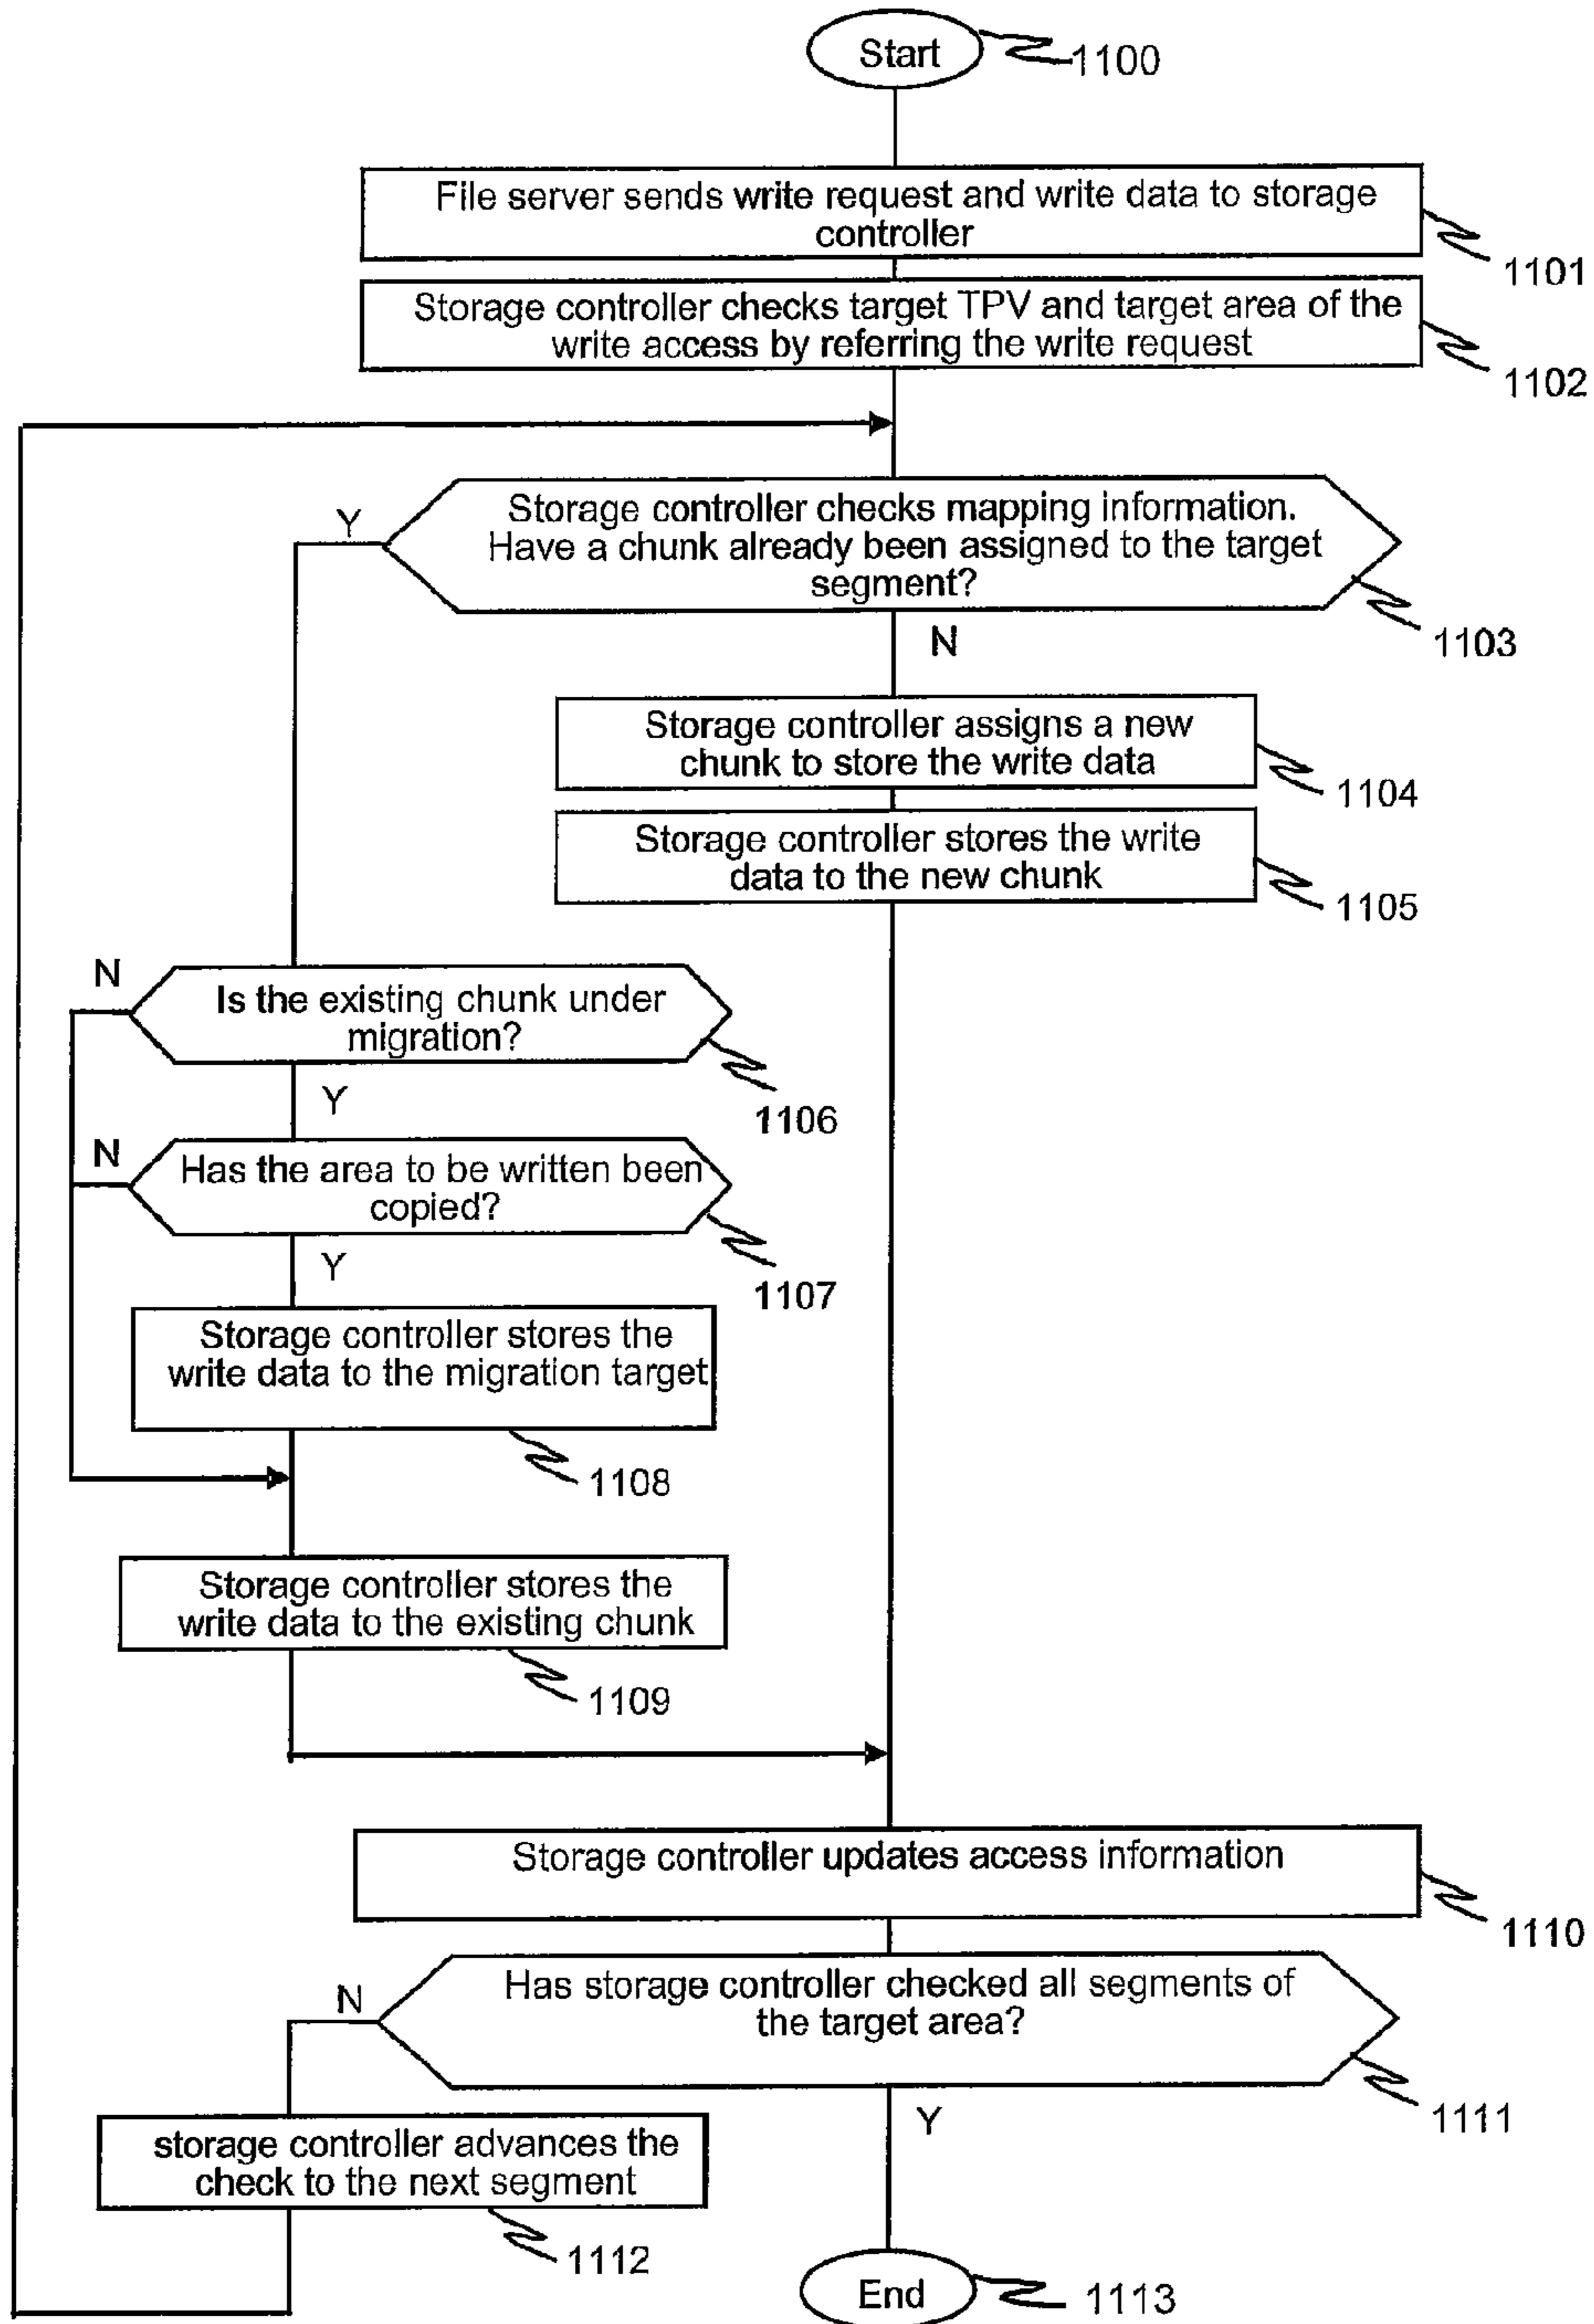 Start
1100
File server sends write request and write data to storage
controller
1101
Storage controller checks target TPV and target area of the
write access by referring the write request
1102
Storage controller checks mapping information.
Have a chunk already been assigned to the target
segment?
Y
1103
N
Storage controller assigns a new
chunk to store the write data
1104
Storage controller stores the write
data to the new chunk
1105
N
Is the existing chunk under
migration?
1106
Y
N
Has the area to be written been
copied?
1107
Y
Storage controller stores the
write data to the migration target
1108
Storage controller stores the
write data to the existing chunk
1109
Storage controller updates access information
1110
N
Has storage controller checked all segments of
the target area?
1111
Y
storage controller advances the
check to the next segment
1112
End
1113